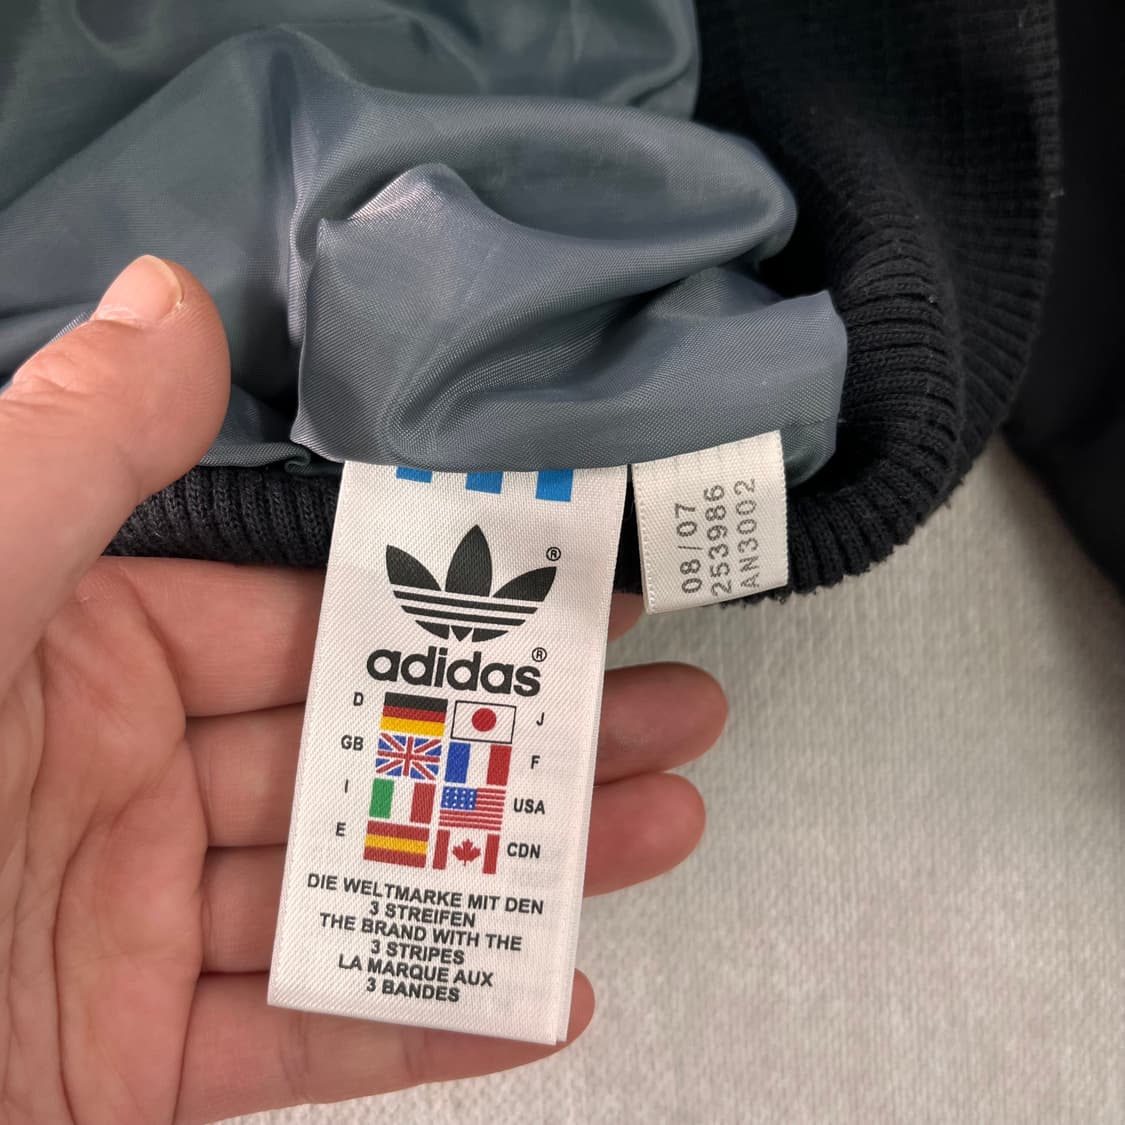 ®
adidas®
D
J
GB
F
I
USA
E
CDN
DIE WELTMARKE MIT DEN
3 STREIFEN
THE BRAND WITH THE
3 STRIPES
LA MARQUE AUX
3 BANDES
08/07
253986
AN3002